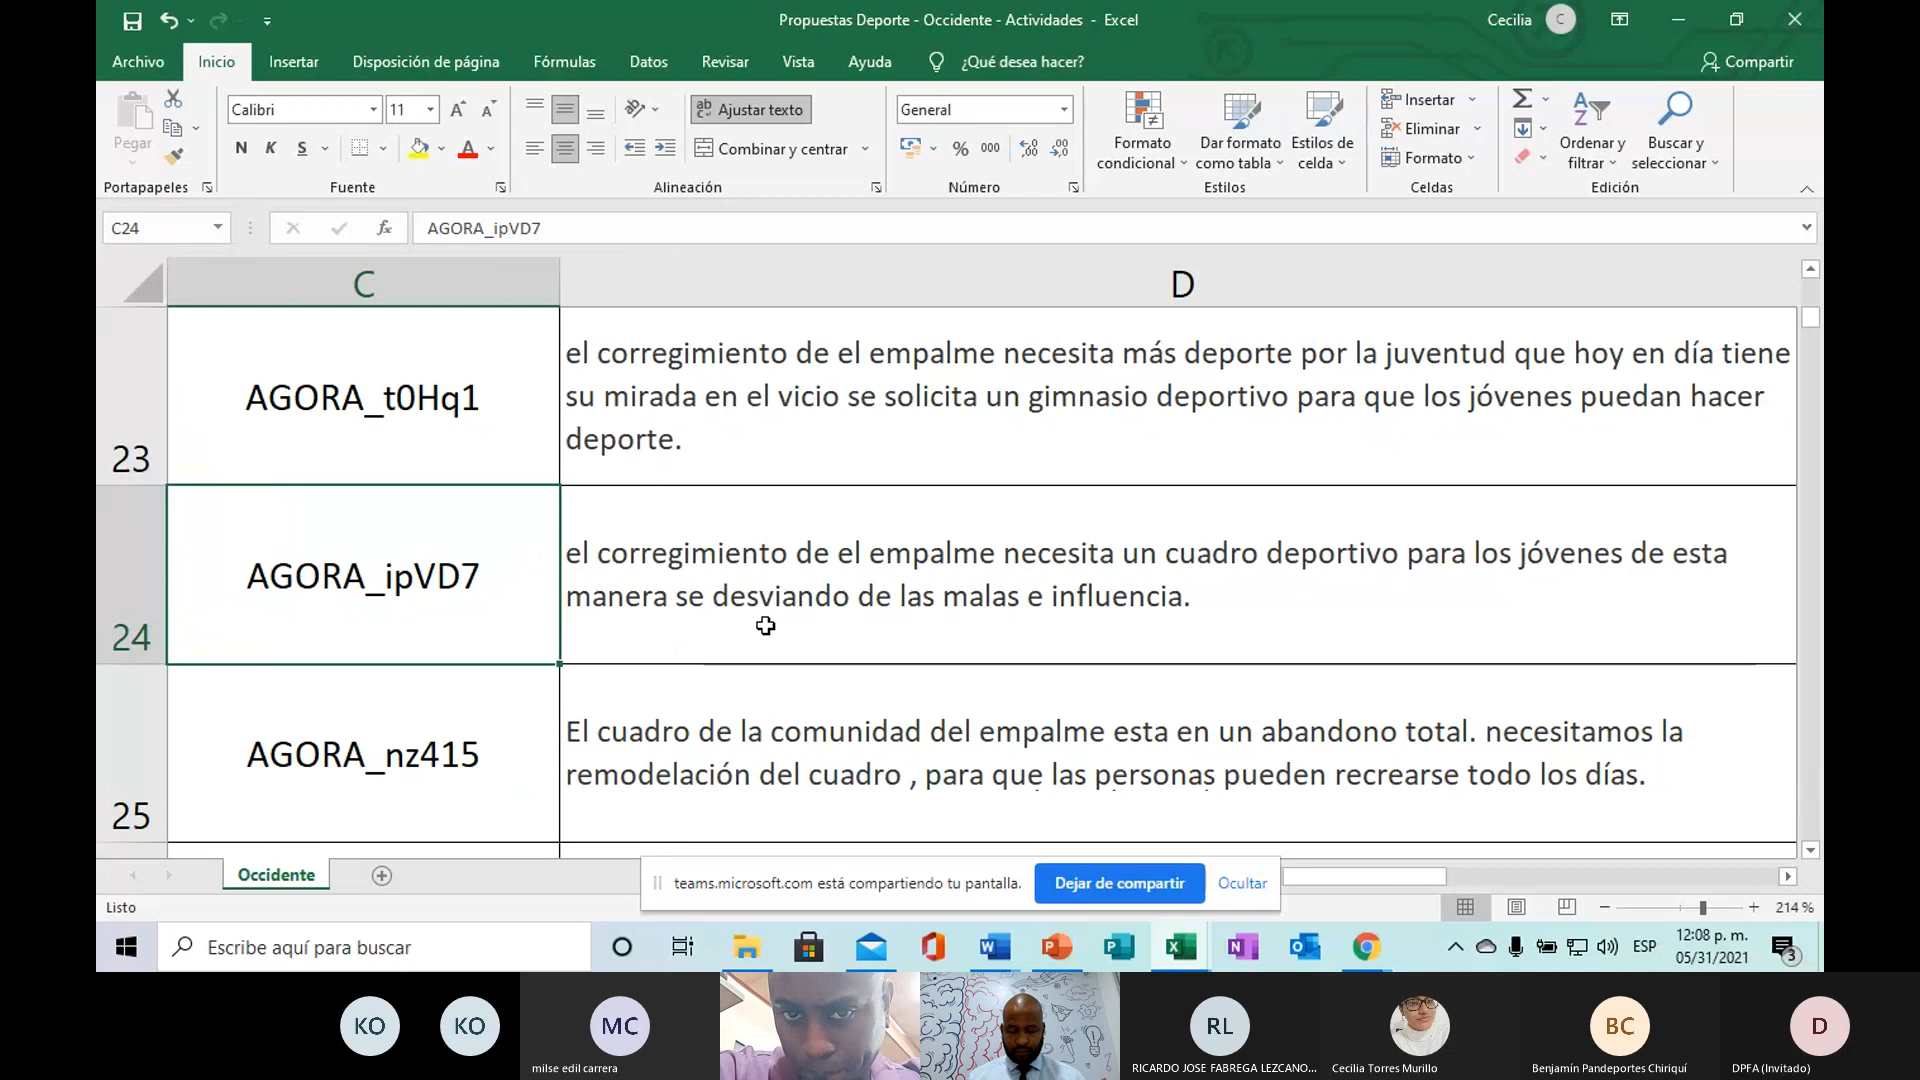 Propuestas Deporte - Occidente - Actividades - Excel
Cecilia
C
Archivo
Inicio
Insertar
Disposición de página
Fórmulas
Datos
Revisar
Vista
Ayuda
¿Qué desea hacer?
Compartir
Pegar
Portapapeles
Calibri
11
N K S
Fuente
Ajustar texto
Combinar y centrar
Alineación
General
% 000
Número
Formato condicional
Dar formato como tabla
Estilos de celda
Estilos
Insertar
Eliminar
Formato
Celdas
Ordenar y filtrar
Buscar y seleccionar
Edición
C24
fx
AGORA_ipVD7
C
D
23
AGORA_t0Hq1
el corregimiento de el empalme necesita más deporte por la juventud que hoy en día tiene
su mirada en el vicio se solicita un gimnasio deportivo para que los jóvenes puedan hacer
deporte.
24
AGORA_ipVD7
el corregimiento de el empalme necesita un cuadro deportivo para los jóvenes de esta
manera se desviando de las malas e influencia.
25
AGORA_nz415
El cuadro de la comunidad del empalme esta en un abandono total. necesitamos la
remodelación del cuadro , para que las personas pueden recrearse todo los días.
Occidente
teams.microsoft.com está compartiendo tu pantalla.
Dejar de compartir
Ocultar
Listo
214 %
Escribe aquí para buscar
ESP
12:08 p. m.
05/31/2021
3
KO
KO
MC
milse edil carrera
RL
RICARDO JOSE FABREGA LEZCANO...
Cecilia Torres Murillo
BC
Benjamín Pandeportes Chiriquí
D
DPFA (Invitado)